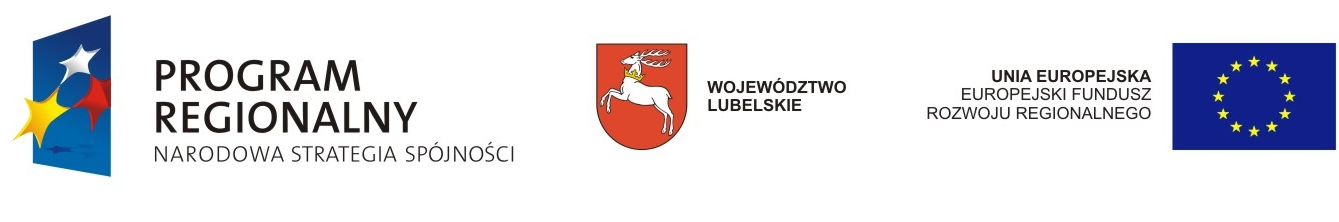 PROGRAM
REGIONALNY
NARODOWA STRATEGIA SPÓJNOŚCI
WOJEWÓDZTWO
LUBELSKIE
UNIA EUROPEJSKA
EUROPEJSKI FUNDUSZ
ROZWOJU REGIONALNEGO